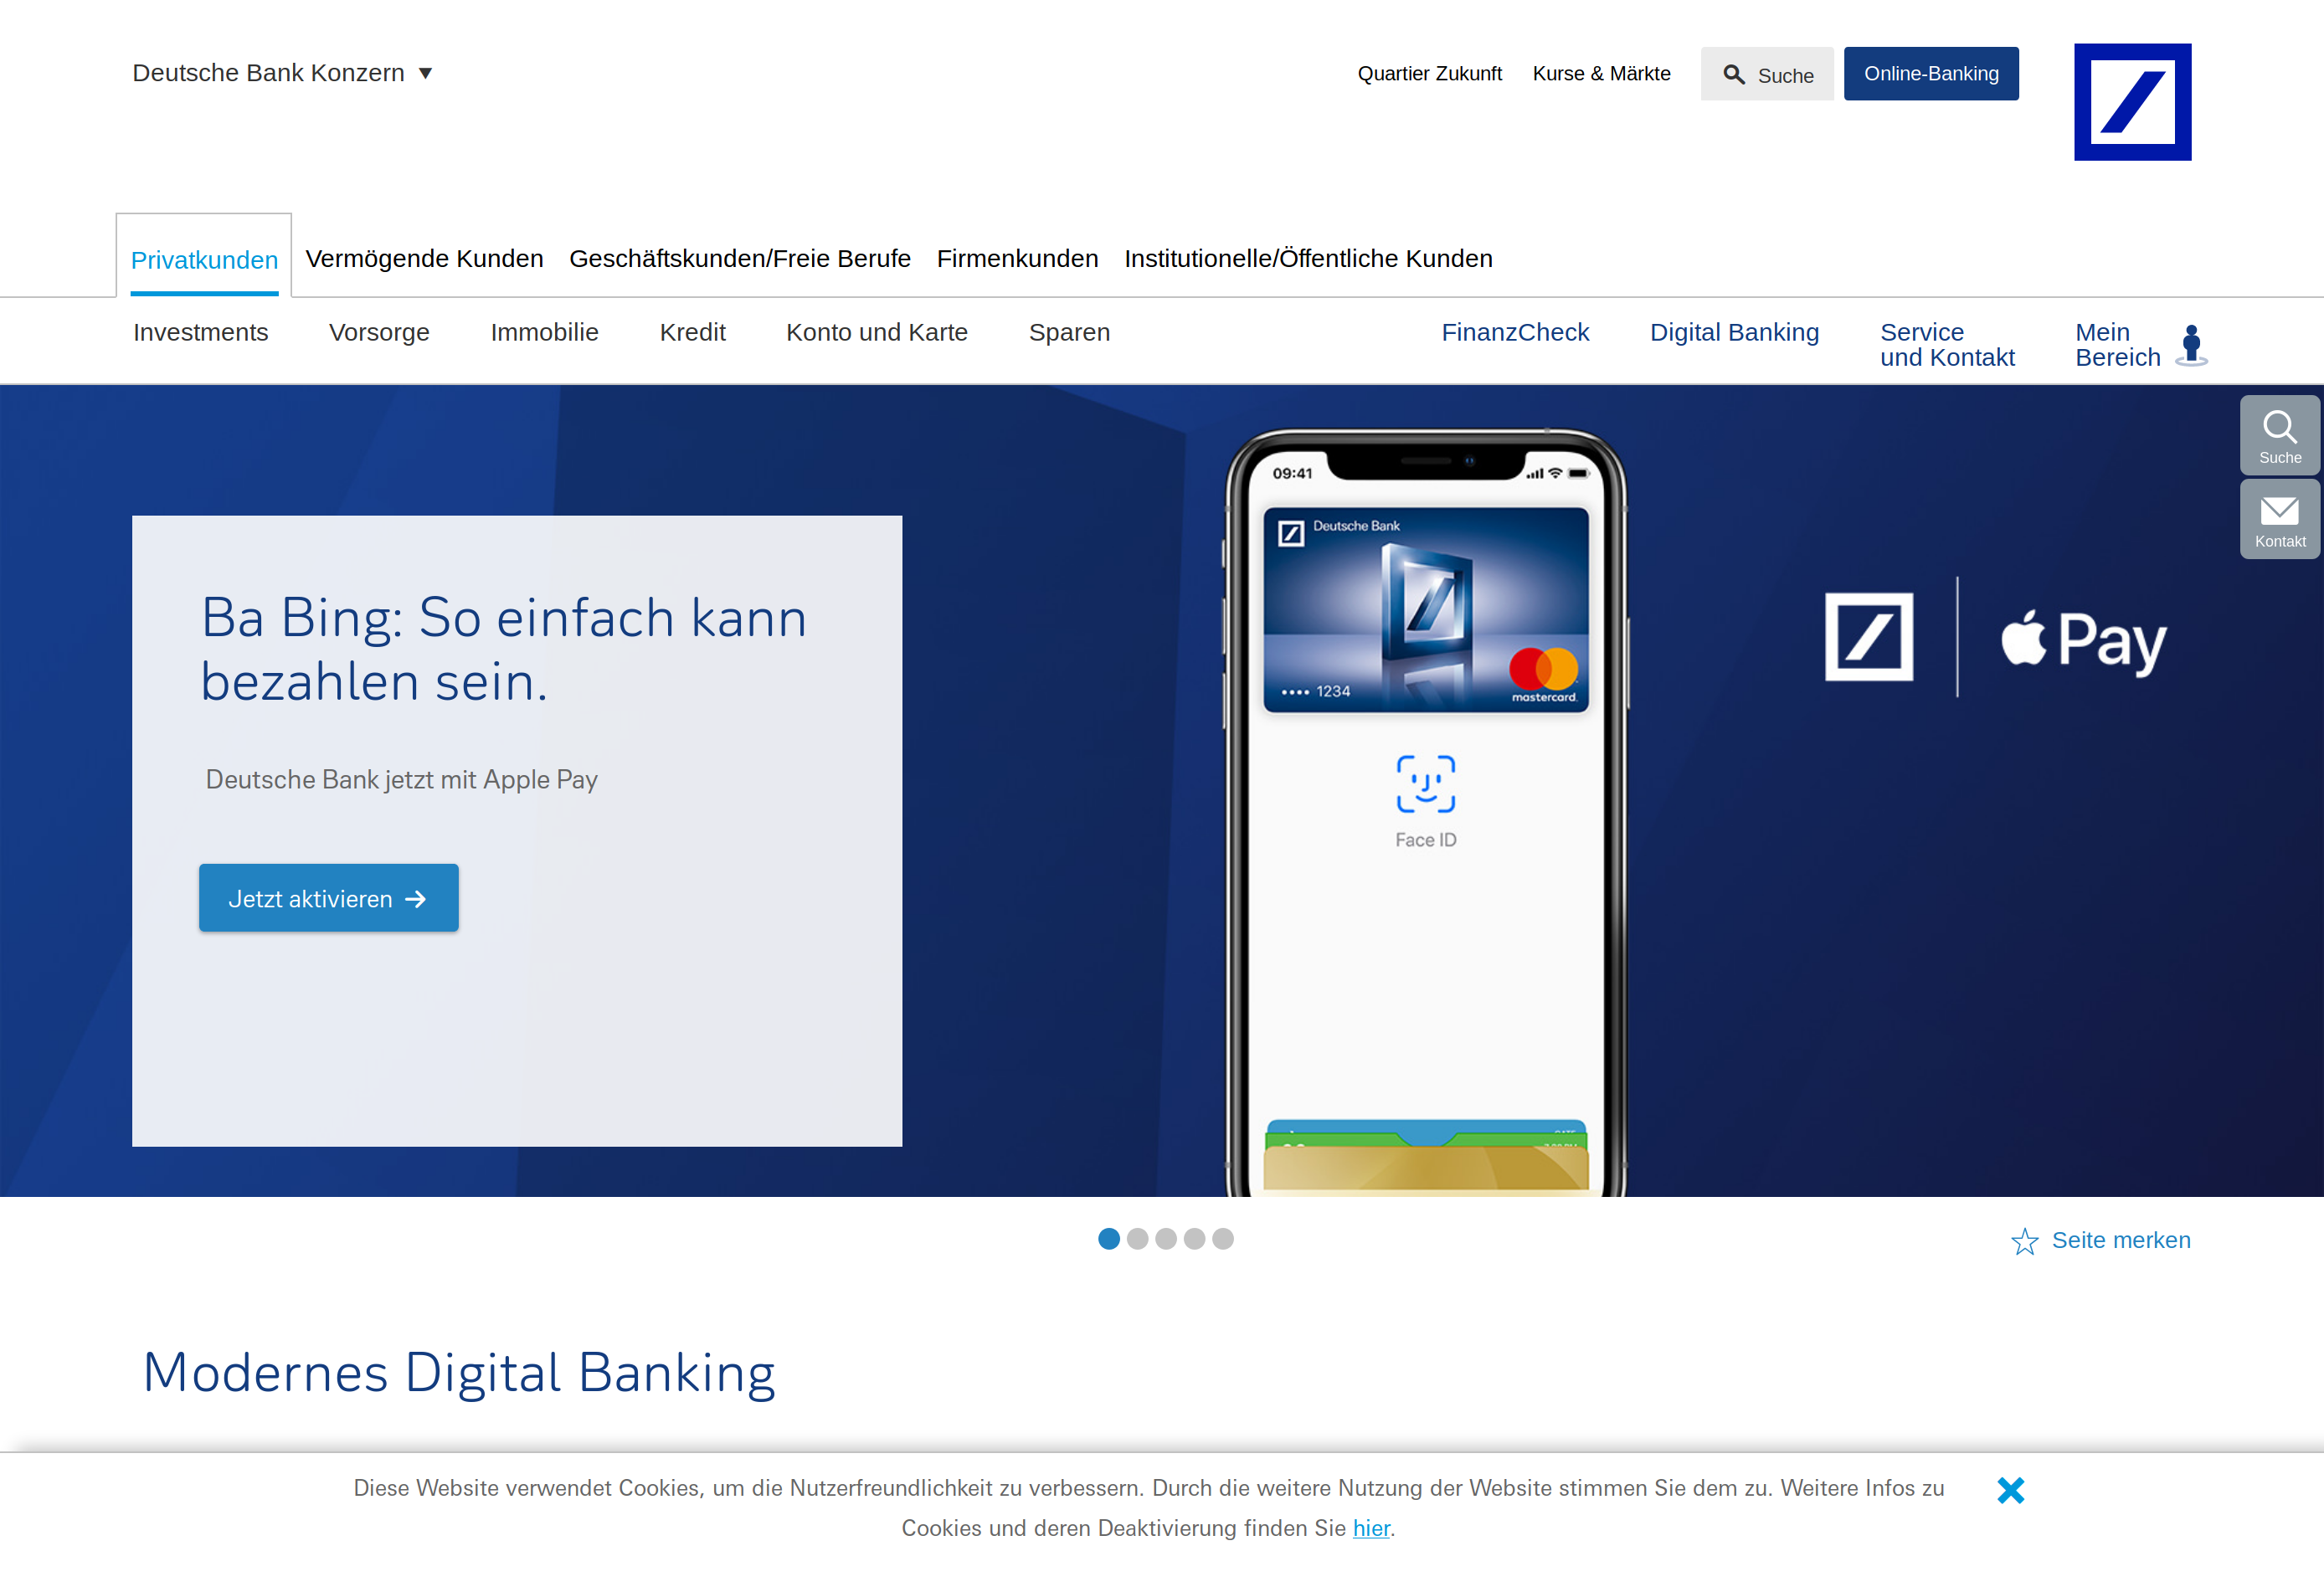 Deutsche Bank Konzern ▼
Quartier Zukunft
Kurse & Märkte
Suche
Online-Banking
Privatkunden
Vermögende Kunden
Geschäftskunden/Freie Berufe
Firmenkunden
Institutionelle/Öffentliche Kunden
Investments
Vorsorge
Immobilie
Kredit
Konto und Karte
Sparen
FinanzCheck
Digital Banking
Service
und Kontakt
Mein
Bereich
Suche
Kontakt
Ba Bing: So einfach kann
bezahlen sein.
Deutsche Bank jetzt mit Apple Pay
Jetzt aktivieren
09:41
Deutsche Bank
•••• 1234
mastercard.
Face ID
Pay
Seite merken
Modernes Digital Banking
Diese Website verwendet Cookies, um die Nutzerfreundlichkeit zu verbessern. Durch die weitere Nutzung der Website stimmen Sie dem zu. Weitere Infos zu
Cookies und deren Deaktivierung finden Sie hier.